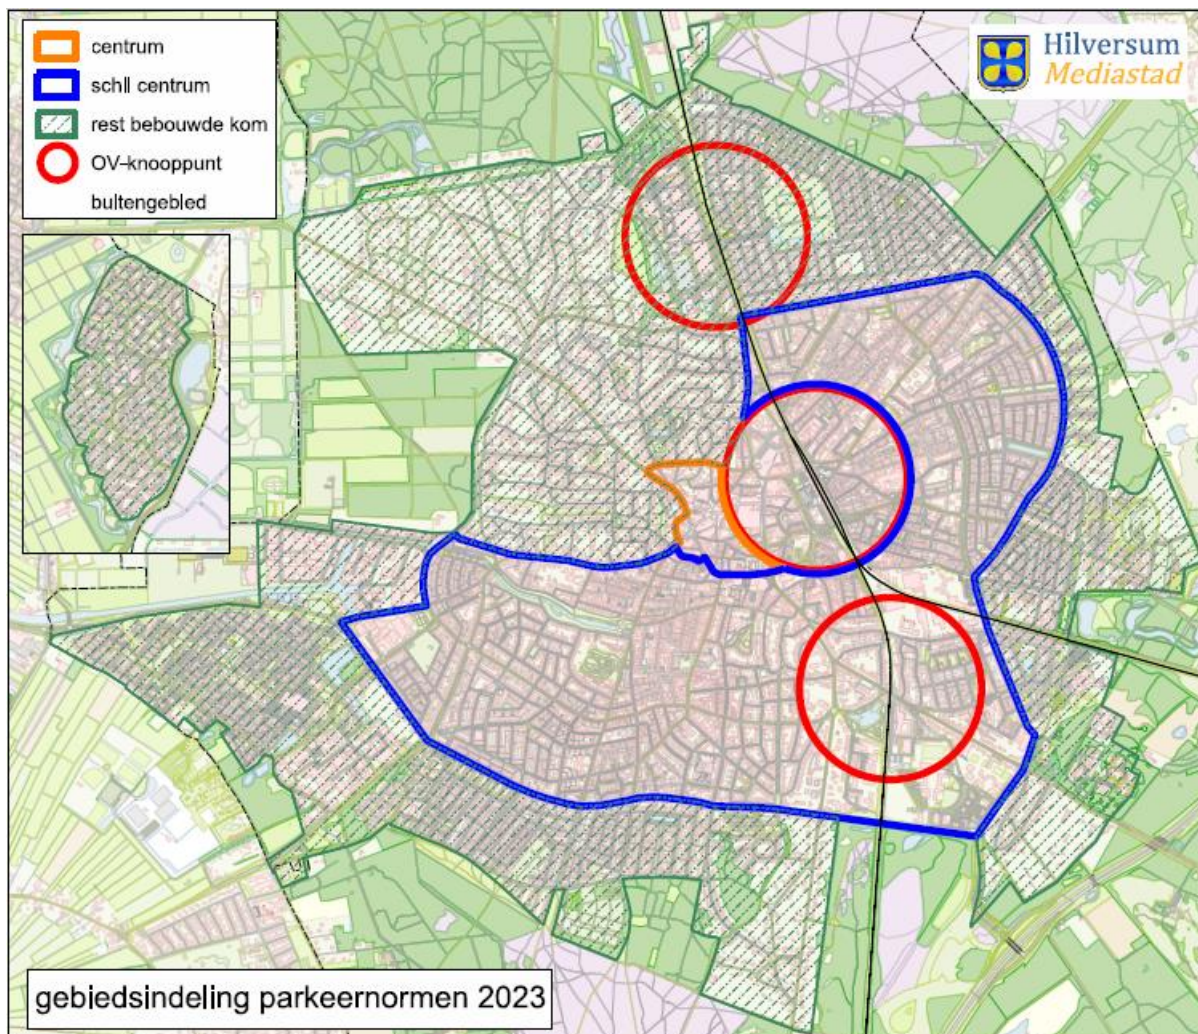 centrum
schil centrum
rest bebouwde kom
OV-knooppunt
buitengebied
Hilversum
Mediastad
gebiedsindeling parkeernormen 2023